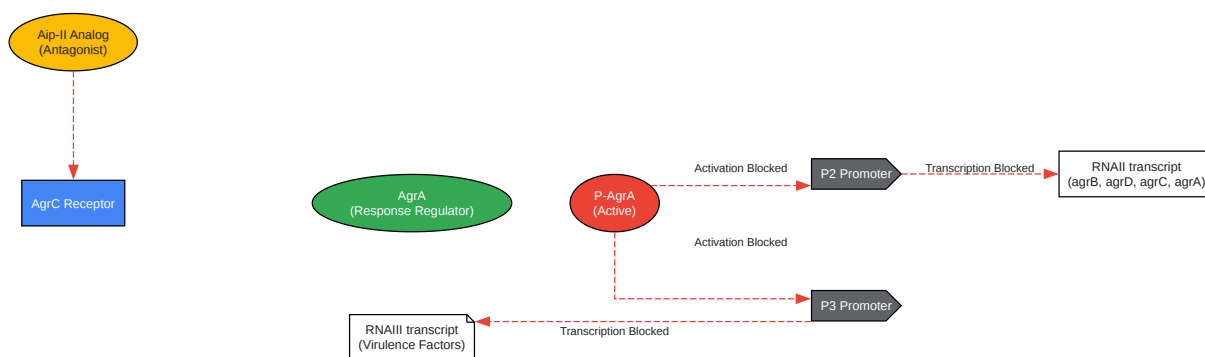 Aip-II Analog
(Antagonist)
AgrC Receptor
AgrA
(Response Regulator)
P-AgrA
(Active)
Activation Blocked
P2 Promoter
Transcription Blocked
RNAII transcript
(agrB, agrD, agrC, agrA)
Activation Blocked
P3 Promoter
Transcription Blocked
RNAIII transcript
(Virulence Factors)